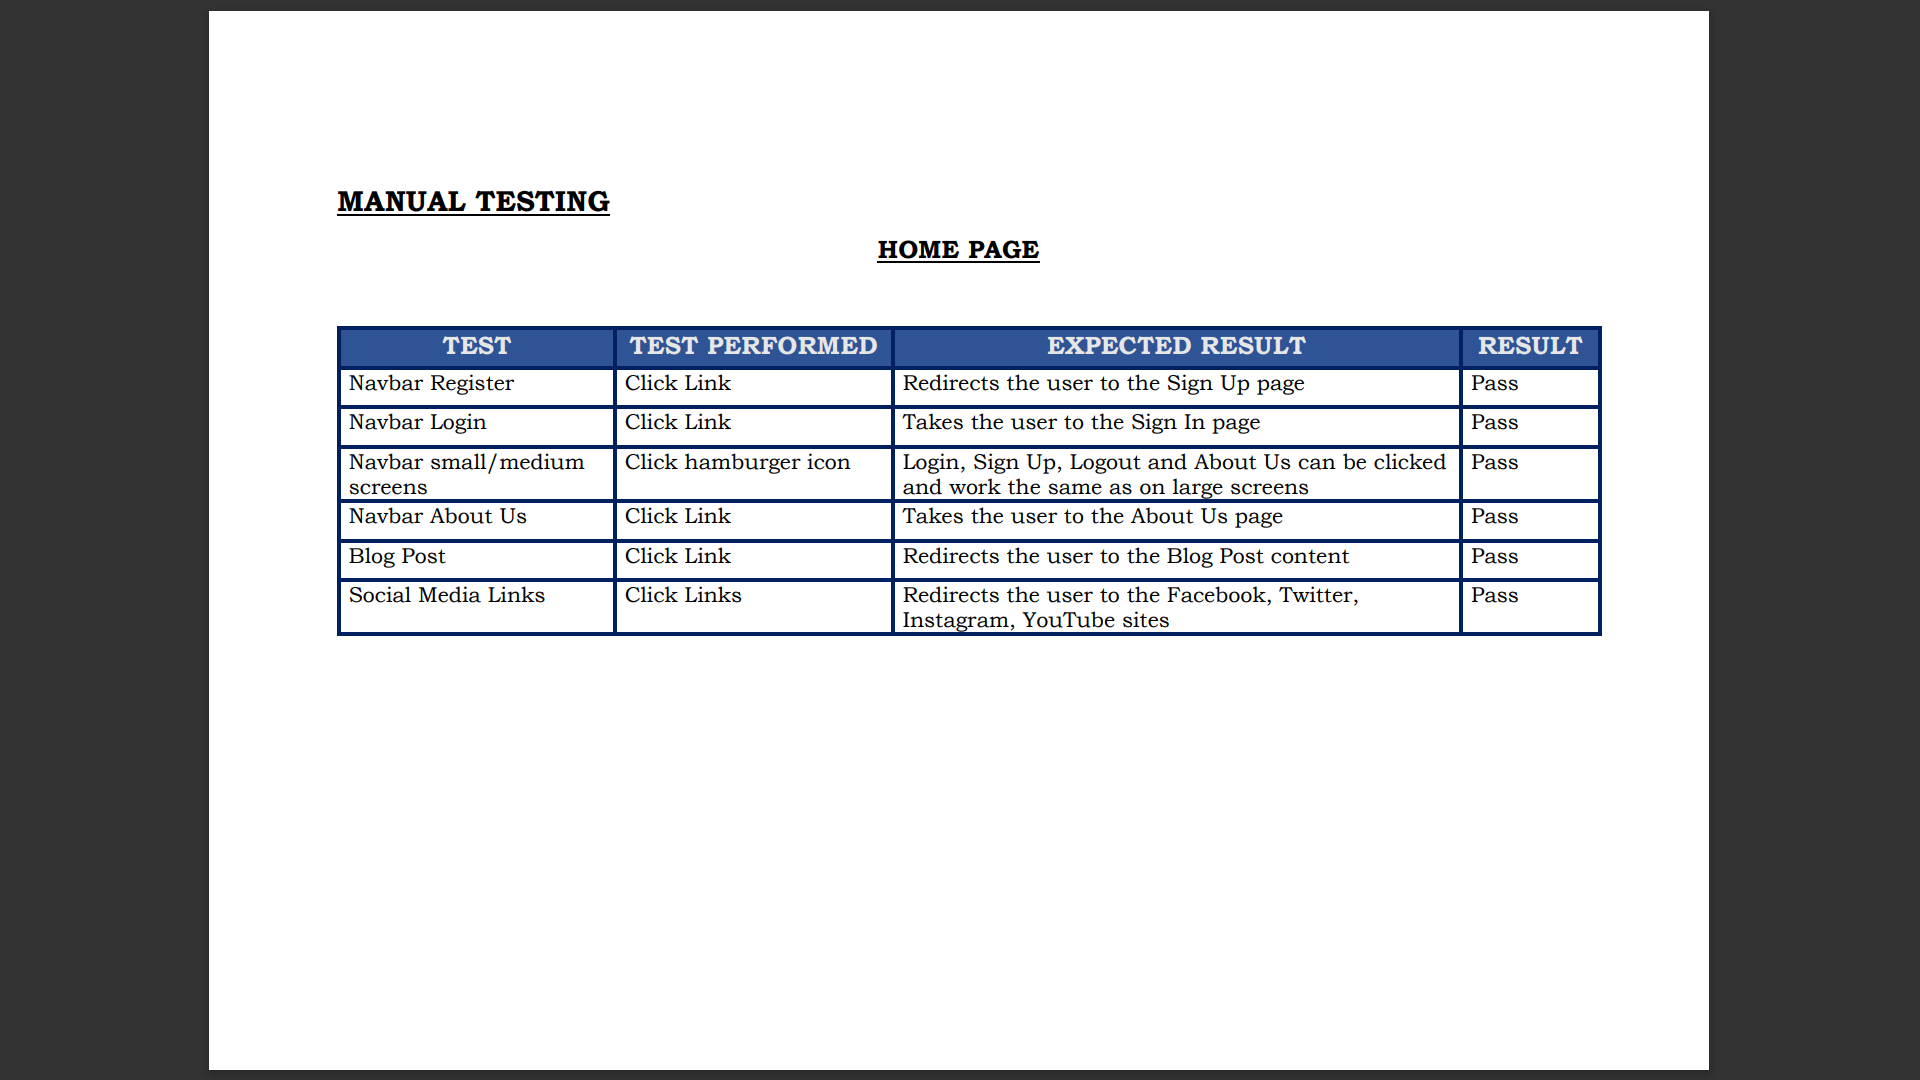 MANUAL TESTING
HOME PAGE
TEST TEST PERFORMED EXPECTED RESULT RESULT
Navbar Register Click Link Redirects the user to the Sign Up page Pass
Navbar Login Click Link Takes the user to the Sign In page Pass
Navbar small/medium Click hamburger icon Login, Sign Up, Logout and About Us can be clicked Pass
screens and work the same as on large screens
Navbar About Us Click Link Takes the user to the About Us page Pass
Blog Post Click Link Redirects the user to the Blog Post content Pass
Social Media Links Click Links Redirects the user to the Facebook, Twitter, Pass
Instagram, YouTube sites